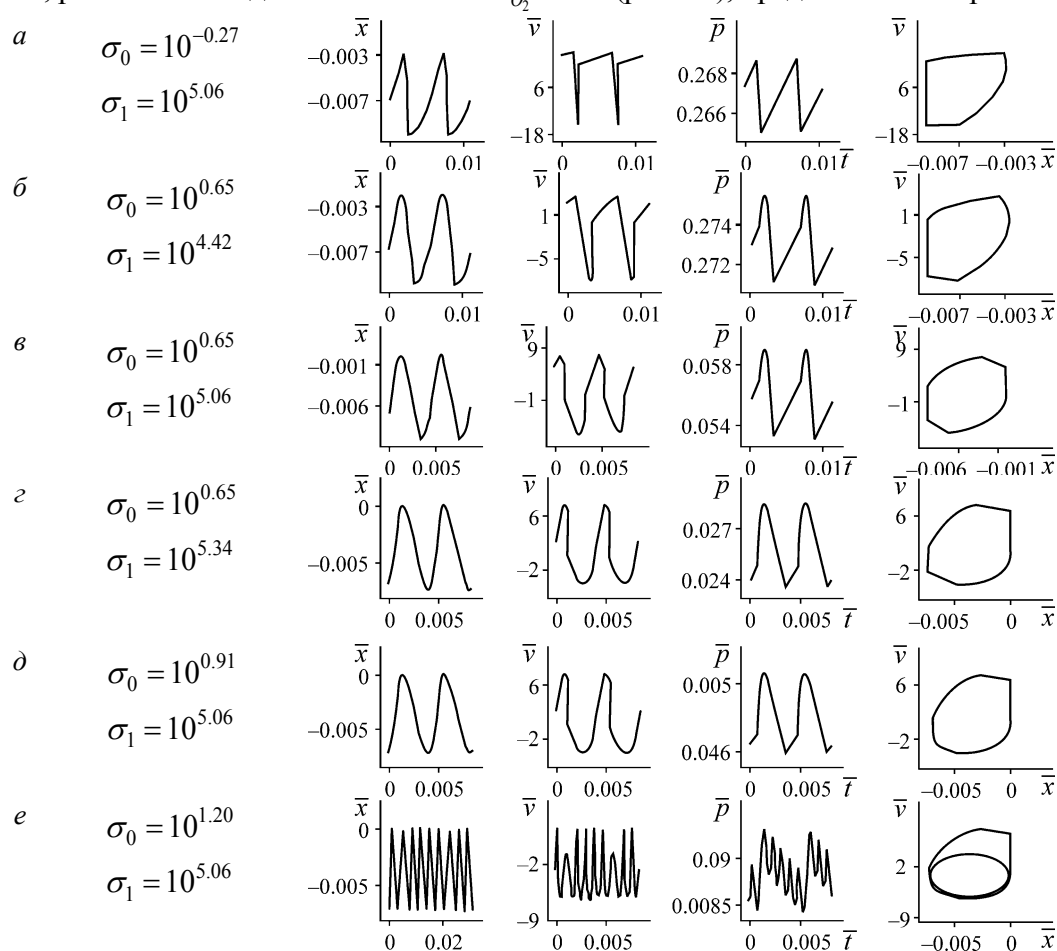 а
σ₀ = 10^−0.27
σ₁ = 10^5.06
x̅
−0.003
−0.007
0 0.01
v̅
6
−18
0 0.01
p̅
0.268
0.266
0 0.01 t̅
v̅
6
−18
−0.007 −0.003 x̅
б
σ₀ = 10^0.65
σ₁ = 10^4.42
x̅
−0.003
−0.007
0 0.01
v̅
1
−5
0 0.01
p̅
0.274
0.272
0 0.01 t̅
v̅
1
−5
−0.007 −0.003 x̅
в
σ₀ = 10^0.65
σ₁ = 10^5.06
x̅
−0.001
−0.006
0 0.005
v̅
9
−1
0 0.005
p̅
0.058
0.054
0 0.01 t̅
v̅
9
−1
−0.006 −0.001 x̅
г
σ₀ = 10^0.65
σ₁ = 10^5.34
x̅
0
−0.005
0 0.005
v̅
6
−2
0 0.005
p̅
0.027
0.024
0 0.005 t̅
v̅
6
−2
−0.005 0 x̅
д
σ₀ = 10^0.91
σ₁ = 10^5.06
x̅
0
−0.005
0 0.005
v̅
6
−2
0 0.005
p̅
0.005
0.046
0 0.005 t̅
v̅
6
−2
−0.005 0 x̅
е
σ₀ = 10^1.20
σ₁ = 10^5.06
x̅
0
−0.005
0 0.02
v̅
−2
−9
0 0.005
p̅
0.09
0.0085
0 0.005 t̅
v̅
2
−9
−0.005 0 x̅